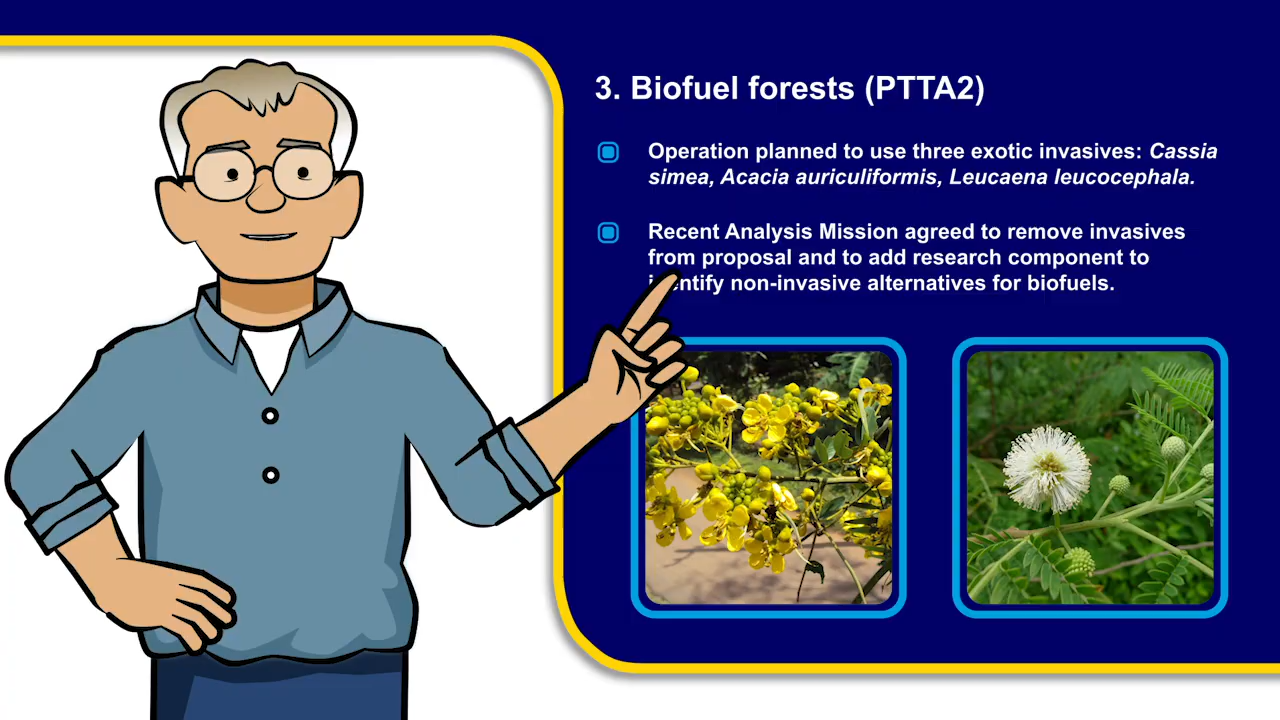 3. Biofuel forests (PTTA2)
Operation planned to use three exotic invasives: Cassia
simea, Acacia auriculiformis, Leucaena leucocephala.
Recent Analysis Mission agreed to remove invasives
from proposal and to add research component to
identify non-invasive alternatives for biofuels.